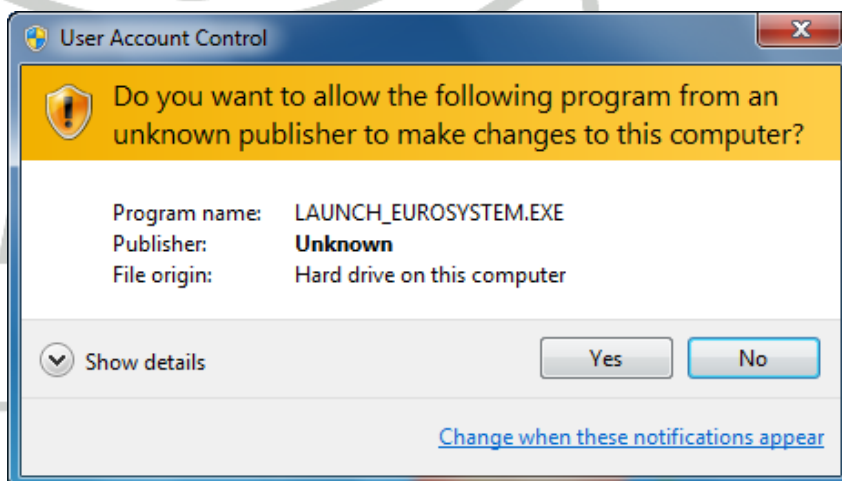 User Account Control
Do you want to allow the following program from an
unknown publisher to make changes to this computer?
Program name: LAUNCH_EUROSYSTEM.EXE
Publisher: Unknown
File origin: Hard drive on this computer
Show details Yes No
Change when these notifications appear